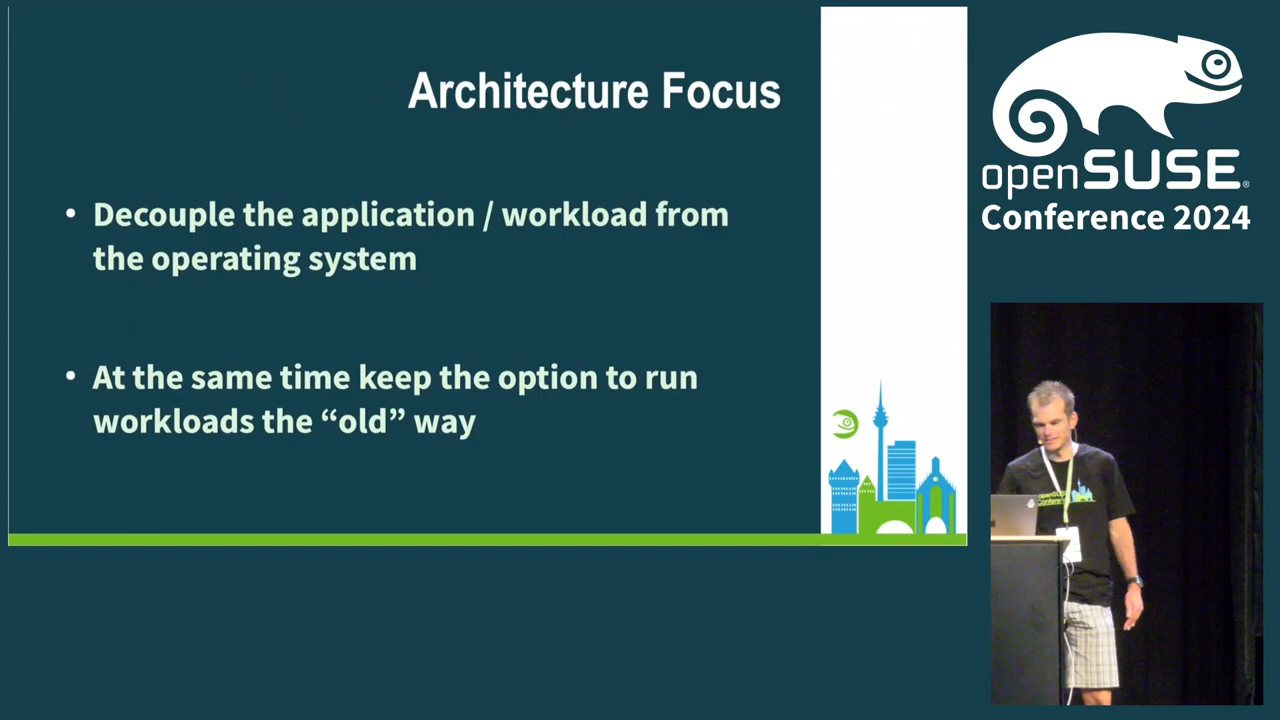 Architecture Focus
• Decouple the application / workload from
the operating system
• At the same time keep the option to run
workloads the “old” way
openSUSE®
Conference 2024